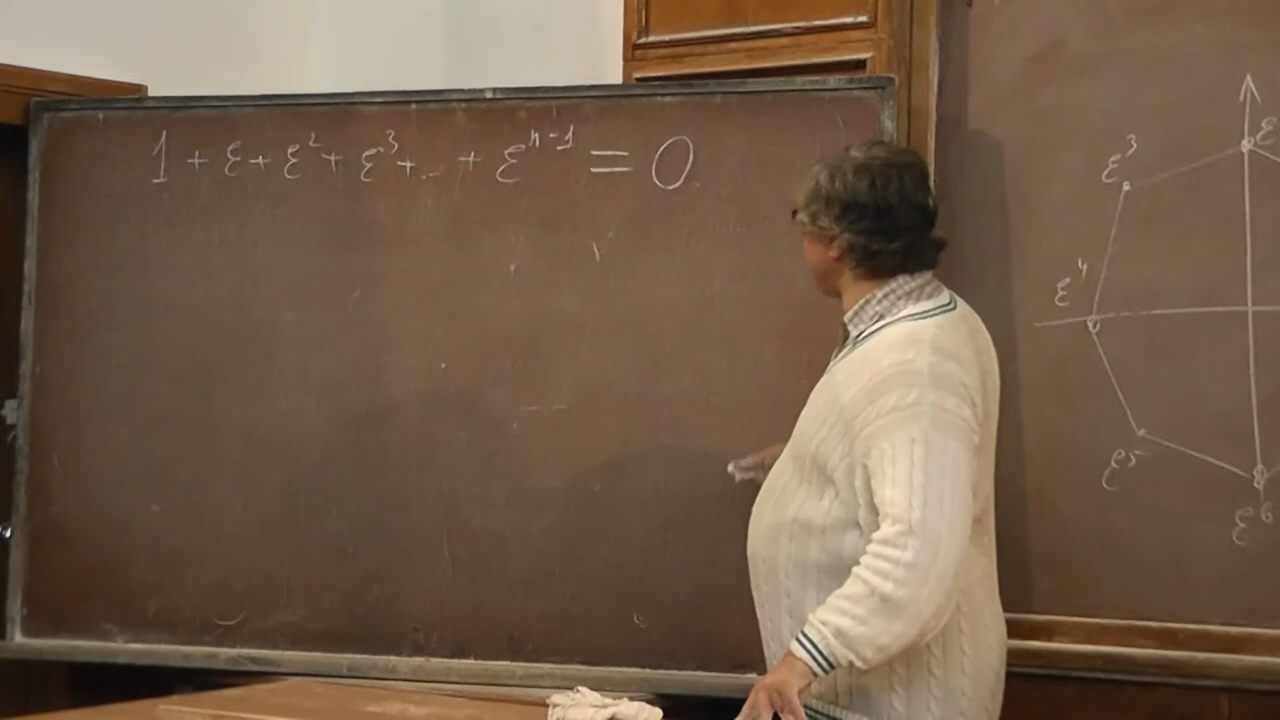 1 + ε + ε² + ε³ + .. + εⁿ⁻¹ = 0
ε
ε³
ε⁴
ε⁵
ε⁶